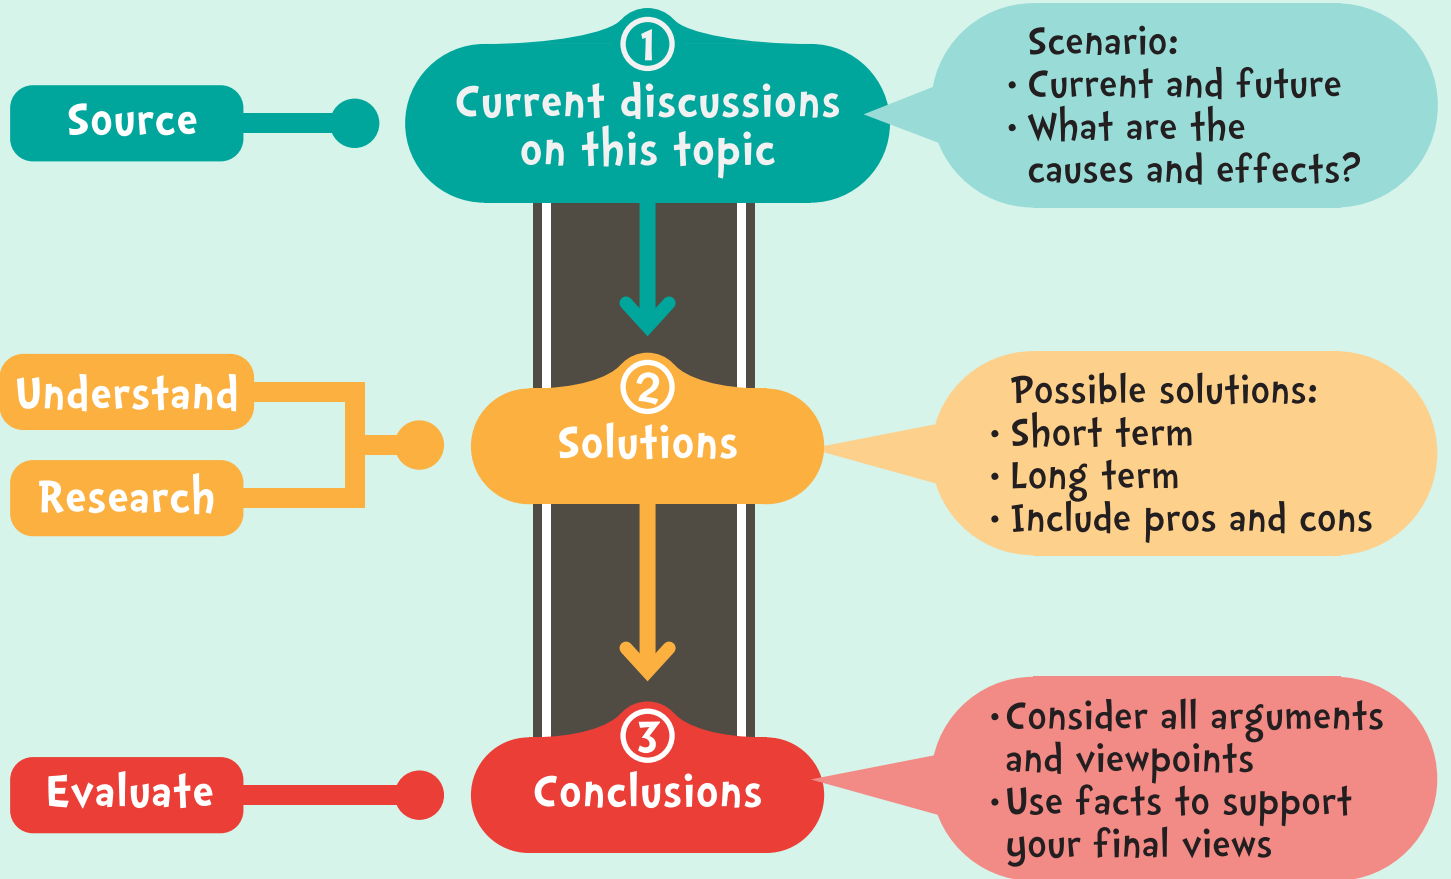 Source
1
Current discussions
on this topic
Scenario:
• Current and future
• What are the
causes and effects?
Understand
Research
2
Solutions
Possible solutions:
• Short term
• Long term
• Include pros and cons
Evaluate
3
Conclusions
• Consider all arguments
and viewpoints
• Use facts to support
your final views